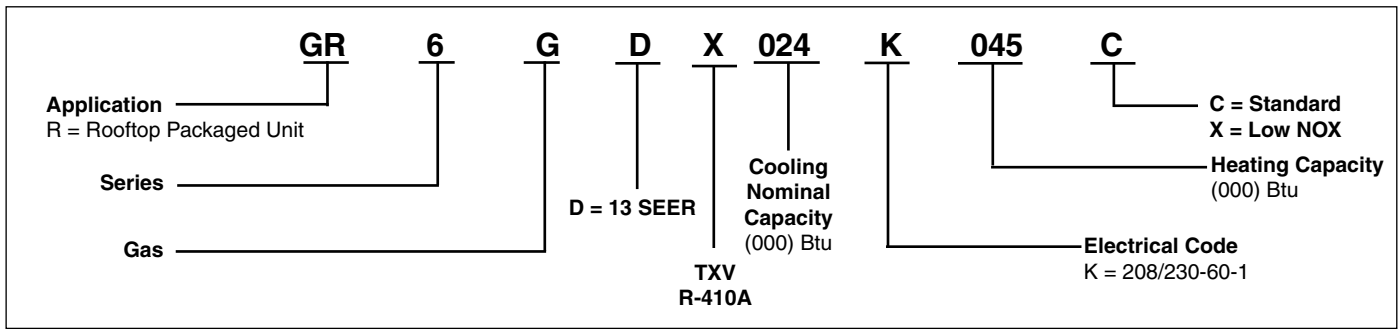 GR 6 G D X 024 K 045 C
Application
R = Rooftop Packaged Unit
Series
Gas
D = 13 SEER
TXV
R-410A
Cooling
Nominal
Capacity
(000) Btu
C = Standard
X = Low NOX
Heating Capacity
(000) Btu
Electrical Code
K = 208/230-60-1